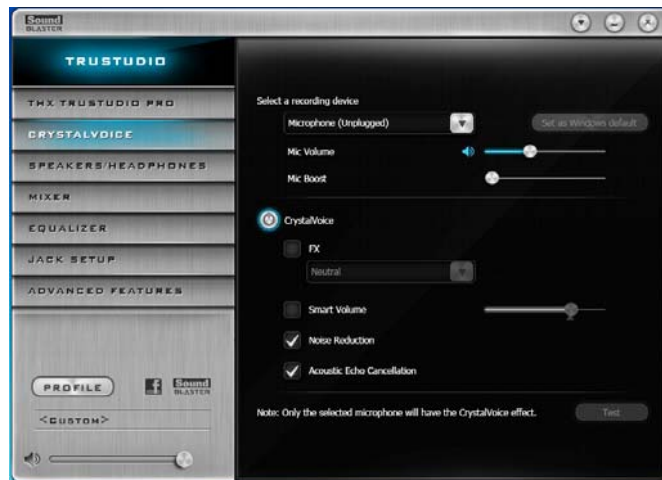 Sound
BLASTER
TRUSTUDIO
THX TRUSTUDIO PRO
CRYSTALVOICE
SPEAKERS/HEADPHONES
MIXER
EQUALIZER
JACK SETUP
ADVANCED FEATURES
PROFILE
f
Sound
BLASTER
<CUSTOM>
Select a recording device
Microphone (Unplugged)
Set as Windows default
Mic Volume
Mic Boost
CrystalVoice
FX
Neutral
Smart Volume
Noise Reduction
Acoustic Echo Cancellation
Note: Only the selected microphone will have the CrystalVoice effect.
Test